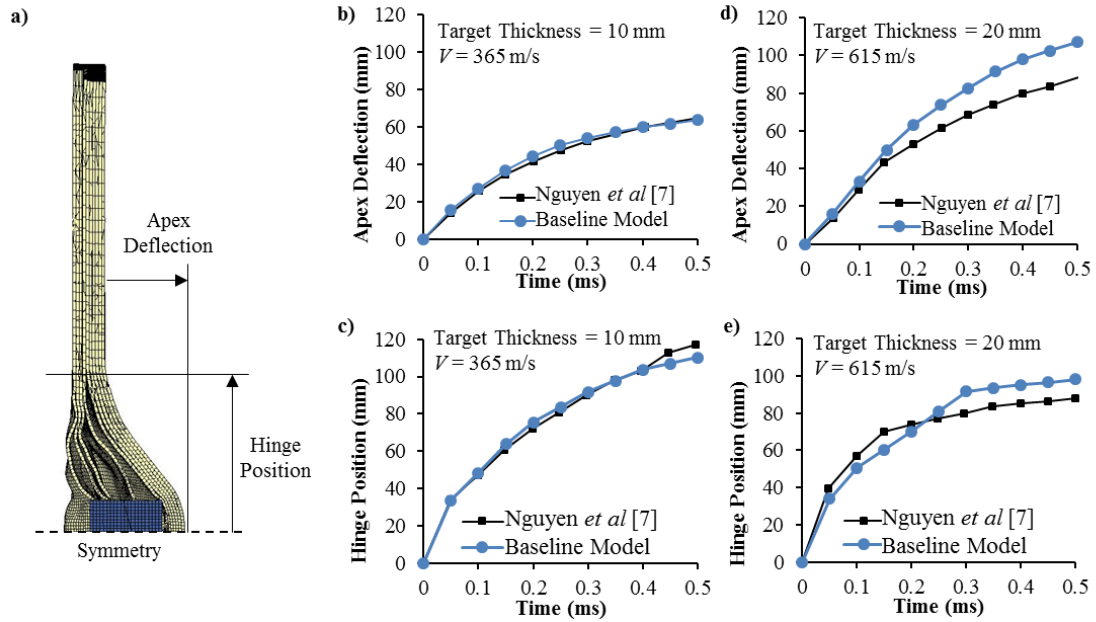 a)
Apex
Deflection
Hinge
Position
Symmetry
b)
Target Thickness = 10 mm
V = 365 m/s
Apex Deflection (mm)
120
100
80
60
40
20
0
Nguyen et al [7]
Baseline Model
0 0.1 0.2 0.3 0.4 0.5
Time (ms)
d)
Target Thickness = 20 mm
V = 615 m/s
Apex Deflection (mm)
120
100
80
60
40
20
0
Nguyen et al [7]
Baseline Model
0 0.1 0.2 0.3 0.4 0.5
Time (ms)
c)
Target Thickness = 10 mm
V = 365 m/s
Hinge Position (mm)
120
100
80
60
40
20
0
Nguyen et al [7]
Baseline Model
0 0.1 0.2 0.3 0.4 0.5
Time (ms)
e)
Target Thickness = 20 mm
V = 615 m/s
Hinge Position (mm)
120
100
80
60
40
20
0
Nguyen et al [7]
Baseline Model
0 0.1 0.2 0.3 0.4 0.5
Time (ms)